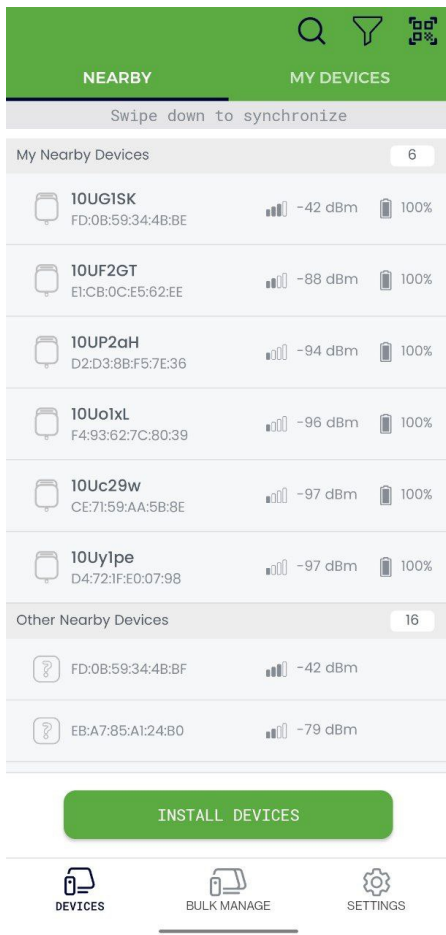 NEARBY MY DEVICES
Swipe down to synchronize
My Nearby Devices 6
10UG1SK
FD:0B:59:34:4B:BE -42 dBm 100%
10UF2GT
E1:CB:0C:E5:62:EE -88 dBm 100%
10UP2aH
D2:D3:8B:F5:7E:36 -94 dBm 100%
10Uo1xL
F4:93:62:7C:80:39 -96 dBm 100%
10Uc29w
CE:71:59:AA:5B:8E -97 dBm 100%
10Uy1pe
D4:72:1F:E0:07:98 -97 dBm 100%
Other Nearby Devices 16
FD:0B:59:34:4B:BF -42 dBm
EB:A7:85:A1:24:B0 -79 dBm
INSTALL DEVICES
DEVICES BULK MANAGE SETTINGS